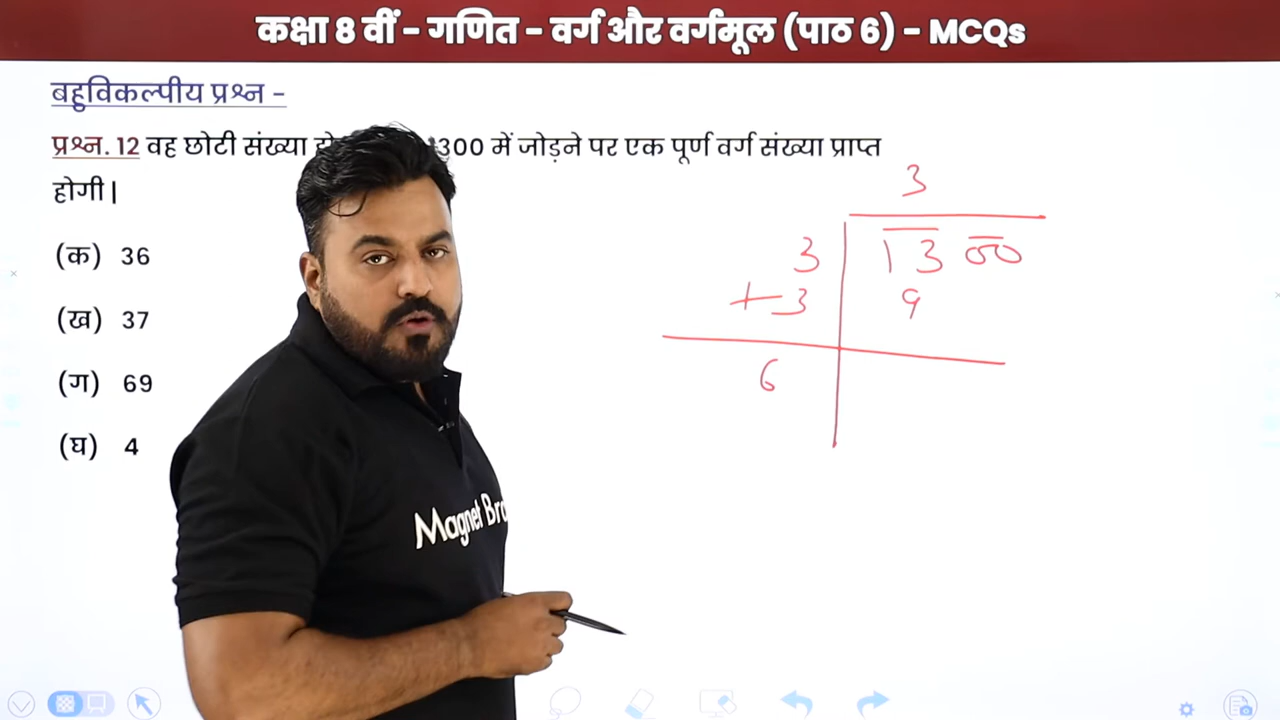 कक्षा 8 वीं - गणित - वर्ग और वर्गमूल (पाठ 6) - MCQs
बहुविकल्पीय प्रश्न -
प्रश्न. 12 वह छोटी संख्या 300 में जोड़ने पर एक पूर्ण वर्ग संख्या प्राप्त
होगी |
(क) 36
(ख) 37
(ग) 69
(घ) 4
3
3 13 00
+3 9
6
Magnet